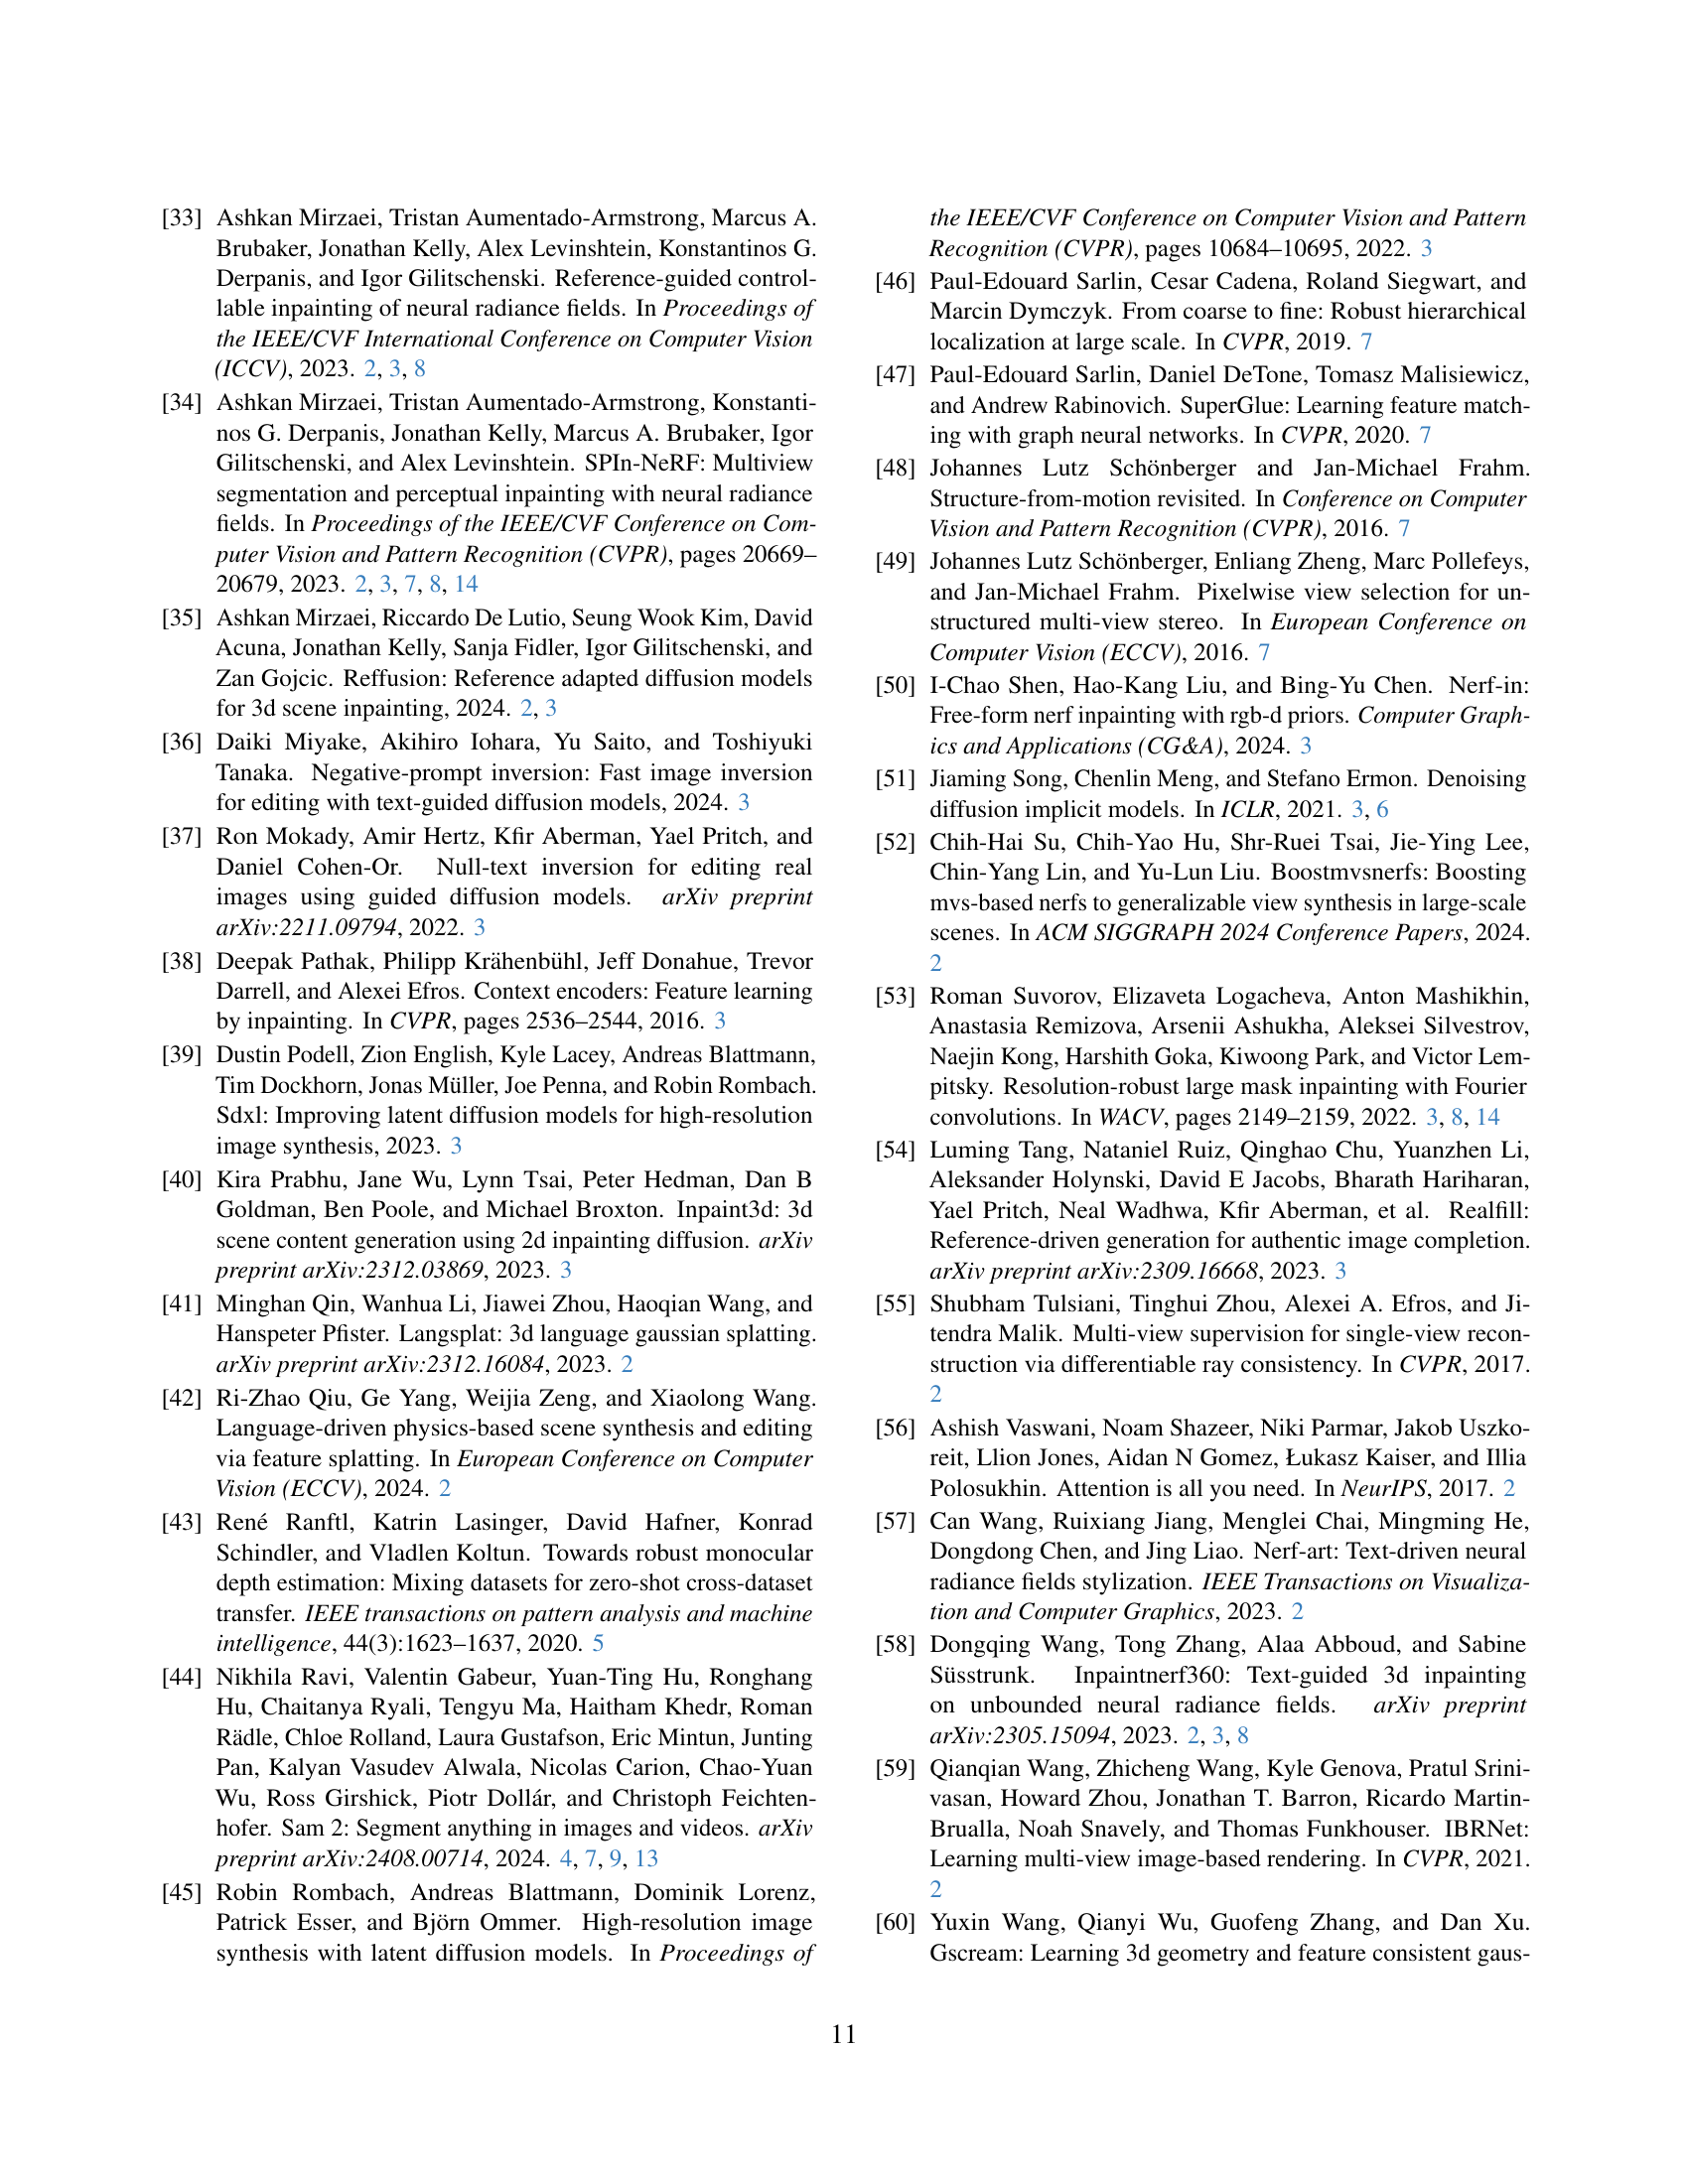 [33] Ashkan Mirzaei, Tristan Aumentado-Armstrong, Marcus A.
Brubaker, Jonathan Kelly, Alex Levinshtein, Konstantinos G.
Derpanis, and Igor Gilitschenski. Reference-guided control-
lable inpainting of neural radiance fields. In Proceedings of
the IEEE/CVF International Conference on Computer Vision
(ICCV), 2023. 2, 3, 8
[34] Ashkan Mirzaei, Tristan Aumentado-Armstrong, Konstanti-
nos G. Derpanis, Jonathan Kelly, Marcus A. Brubaker, Igor
Gilitschenski, and Alex Levinshtein. SPIn-NeRF: Multiview
segmentation and perceptual inpainting with neural radiance
fields. In Proceedings of the IEEE/CVF Conference on Com-
puter Vision and Pattern Recognition (CVPR), pages 20669–
20679, 2023. 2, 3, 7, 8, 14
[35] Ashkan Mirzaei, Riccardo De Lutio, Seung Wook Kim, David
Acuna, Jonathan Kelly, Sanja Fidler, Igor Gilitschenski, and
Zan Gojcic. Reffusion: Reference adapted diffusion models
for 3d scene inpainting, 2024. 2, 3
[36] Daiki Miyake, Akihiro Iohara, Yu Saito, and Toshiyuki
Tanaka. Negative-prompt inversion: Fast image inversion
for editing with text-guided diffusion models, 2024. 3
[37] Ron Mokady, Amir Hertz, Kfir Aberman, Yael Pritch, and
Daniel Cohen-Or. Null-text inversion for editing real
images using guided diffusion models. arXiv preprint
arXiv:2211.09794, 2022. 3
[38] Deepak Pathak, Philipp Krähenbühl, Jeff Donahue, Trevor
Darrell, and Alexei Efros. Context encoders: Feature learning
by inpainting. In CVPR, pages 2536–2544, 2016. 3
[39] Dustin Podell, Zion English, Kyle Lacey, Andreas Blattmann,
Tim Dockhorn, Jonas Müller, Joe Penna, and Robin Rombach.
Sdxl: Improving latent diffusion models for high-resolution
image synthesis, 2023. 3
[40] Kira Prabhu, Jane Wu, Lynn Tsai, Peter Hedman, Dan B
Goldman, Ben Poole, and Michael Broxton. Inpaint3d: 3d
scene content generation using 2d inpainting diffusion. arXiv
preprint arXiv:2312.03869, 2023. 3
[41] Minghan Qin, Wanhua Li, Jiawei Zhou, Haoqian Wang, and
Hanspeter Pfister. Langsplat: 3d language gaussian splatting.
arXiv preprint arXiv:2312.16084, 2023. 2
[42] Ri-Zhao Qiu, Ge Yang, Weijia Zeng, and Xiaolong Wang.
Language-driven physics-based scene synthesis and editing
via feature splatting. In European Conference on Computer
Vision (ECCV), 2024. 2
[43] René Ranftl, Katrin Lasinger, David Hafner, Konrad
Schindler, and Vladlen Koltun. Towards robust monocular
depth estimation: Mixing datasets for zero-shot cross-dataset
transfer. IEEE transactions on pattern analysis and machine
intelligence, 44(3):1623–1637, 2020. 5
[44] Nikhila Ravi, Valentin Gabeur, Yuan-Ting Hu, Ronghang
Hu, Chaitanya Ryali, Tengyu Ma, Haitham Khedr, Roman
Rädle, Chloe Rolland, Laura Gustafson, Eric Mintun, Junting
Pan, Kalyan Vasudev Alwala, Nicolas Carion, Chao-Yuan
Wu, Ross Girshick, Piotr Dollár, and Christoph Feichten-
hofer. Sam 2: Segment anything in images and videos. arXiv
preprint arXiv:2408.00714, 2024. 4, 7, 9, 13
[45] Robin Rombach, Andreas Blattmann, Dominik Lorenz,
Patrick Esser, and Björn Ommer. High-resolution image
synthesis with latent diffusion models. In Proceedings of
the IEEE/CVF Conference on Computer Vision and Pattern
Recognition (CVPR), pages 10684–10695, 2022. 3
[46] Paul-Edouard Sarlin, Cesar Cadena, Roland Siegwart, and
Marcin Dymczyk. From coarse to fine: Robust hierarchical
localization at large scale. In CVPR, 2019. 7
[47] Paul-Edouard Sarlin, Daniel DeTone, Tomasz Malisiewicz,
and Andrew Rabinovich. SuperGlue: Learning feature match-
ing with graph neural networks. In CVPR, 2020. 7
[48] Johannes Lutz Schönberger and Jan-Michael Frahm.
Structure-from-motion revisited. In Conference on Computer
Vision and Pattern Recognition (CVPR), 2016. 7
[49] Johannes Lutz Schönberger, Enliang Zheng, Marc Pollefeys,
and Jan-Michael Frahm. Pixelwise view selection for un-
structured multi-view stereo. In European Conference on
Computer Vision (ECCV), 2016. 7
[50] I-Chao Shen, Hao-Kang Liu, and Bing-Yu Chen. Nerf-in:
Free-form nerf inpainting with rgb-d priors. Computer Graph-
ics and Applications (CG&A), 2024. 3
[51] Jiaming Song, Chenlin Meng, and Stefano Ermon. Denoising
diffusion implicit models. In ICLR, 2021. 3, 6
[52] Chih-Hai Su, Chih-Yao Hu, Shr-Ruei Tsai, Jie-Ying Lee,
Chin-Yang Lin, and Yu-Lun Liu. Boostmvsnerfs: Boosting
mvs-based nerfs to generalizable view synthesis in large-scale
scenes. In ACM SIGGRAPH 2024 Conference Papers, 2024.
2
[53] Roman Suvorov, Elizaveta Logacheva, Anton Mashikhin,
Anastasia Remizova, Arsenii Ashukha, Aleksei Silvestrov,
Naejin Kong, Harshith Goka, Kiwoong Park, and Victor Lem-
pitsky. Resolution-robust large mask inpainting with Fourier
convolutions. In WACV, pages 2149–2159, 2022. 3, 8, 14
[54] Luming Tang, Nataniel Ruiz, Qinghao Chu, Yuanzhen Li,
Aleksander Holynski, David E Jacobs, Bharath Hariharan,
Yael Pritch, Neal Wadhwa, Kfir Aberman, et al. Realfill:
Reference-driven generation for authentic image completion.
arXiv preprint arXiv:2309.16668, 2023. 3
[55] Shubham Tulsiani, Tinghui Zhou, Alexei A. Efros, and Ji-
tendra Malik. Multi-view supervision for single-view recon-
struction via differentiable ray consistency. In CVPR, 2017.
2
[56] Ashish Vaswani, Noam Shazeer, Niki Parmar, Jakob Uszko-
reit, Llion Jones, Aidan N Gomez, Łukasz Kaiser, and Illia
Polosukhin. Attention is all you need. In NeurIPS, 2017. 2
[57] Can Wang, Ruixiang Jiang, Menglei Chai, Mingming He,
Dongdong Chen, and Jing Liao. Nerf-art: Text-driven neural
radiance fields stylization. IEEE Transactions on Visualiza-
tion and Computer Graphics, 2023. 2
[58] Dongqing Wang, Tong Zhang, Alaa Abboud, and Sabine
Süsstrunk. Inpaintnerf360: Text-guided 3d inpainting
on unbounded neural radiance fields. arXiv preprint
arXiv:2305.15094, 2023. 2, 3, 8
[59] Qianqian Wang, Zhicheng Wang, Kyle Genova, Pratul Srini-
vasan, Howard Zhou, Jonathan T. Barron, Ricardo Martin-
Brualla, Noah Snavely, and Thomas Funkhouser. IBRNet:
Learning multi-view image-based rendering. In CVPR, 2021.
2
[60] Yuxin Wang, Qianyi Wu, Guofeng Zhang, and Dan Xu.
Gscream: Learning 3d geometry and feature consistent gaus-
11